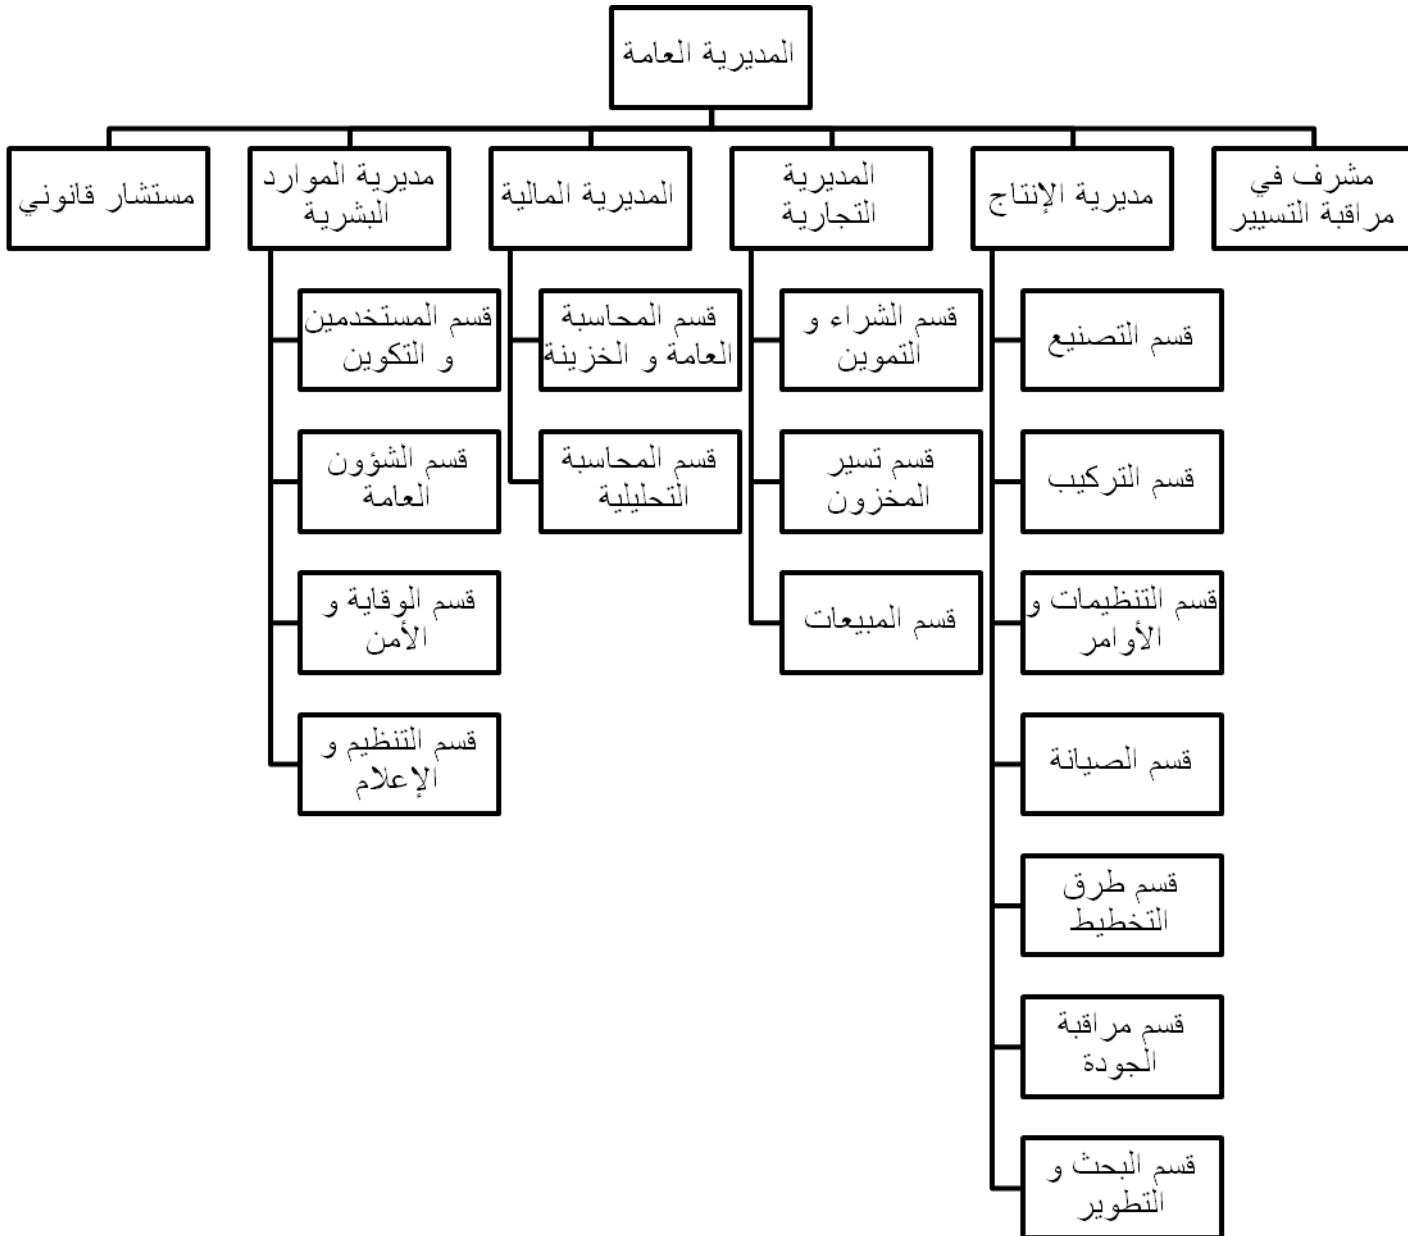 المديرية العامة
مشرف في
مراقبة التسيير
مديرية الإنتاج
المديرية
التجارية
المديرية المالية
مديرية الموارد
البشرية
مستشار قانوني
قسم التصنيع
قسم التركيب
قسم التنظيمات و
الأوامر
قسم الصيانة
قسم طرق
التخطيط
قسم مراقبة
الجودة
قسم البحث و
التطوير
قسم الشراء و
التموين
قسم تسير
المخزون
قسم المبيعات
قسم المحاسبة
العامة و الخزينة
قسم المحاسبة
التحليلية
قسم المستخدمين
و التكوين
قسم الشؤون
العامة
قسم الوقاية و
الأمن
قسم التنظيم و
الإعلام